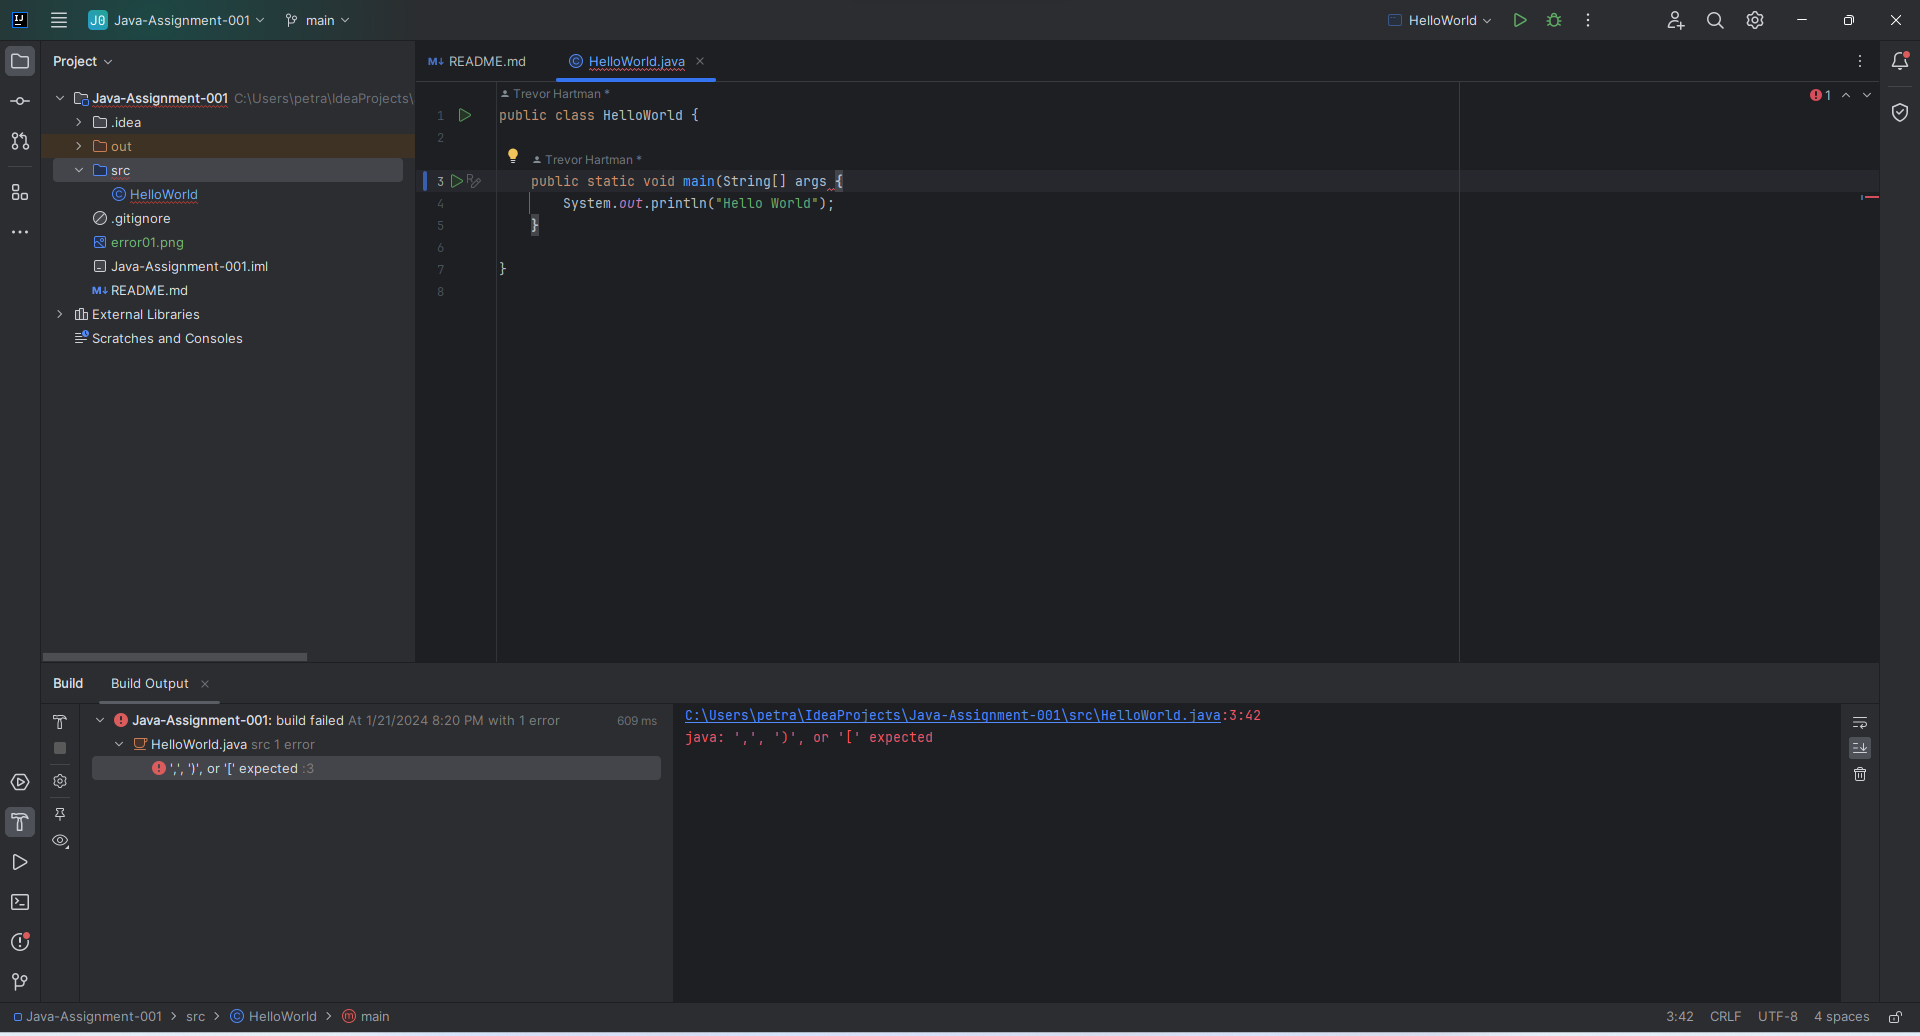 Java-Assignment-001 main HelloWorld
Project
README.md HelloWorld.java
Java-Assignment-001 C:\Users\petra\IdeaProjects\
.idea
out
src
HelloWorld
.gitignore
error01.png
Java-Assignment-001.iml
README.md
External Libraries
Scratches and Consoles
Trevor Hartman *
1 public class HelloWorld {
2
Trevor Hartman *
3 public static void main(String[] args {
4 System.out.println("Hello World");
5 }
6
7 }
8
1
Build Build Output
Java-Assignment-001: build failed At 1/21/2024 8:20 PM with 1 error 609 ms
HelloWorld.java src 1 error
',', ')', or '[' expected :3
C:\Users\petra\IdeaProjects\Java-Assignment-001\src\HelloWorld.java:3:42
java: ',', ')', or '[' expected
Java-Assignment-001 > src > HelloWorld > main 3:42 CRLF UTF-8 4 spaces